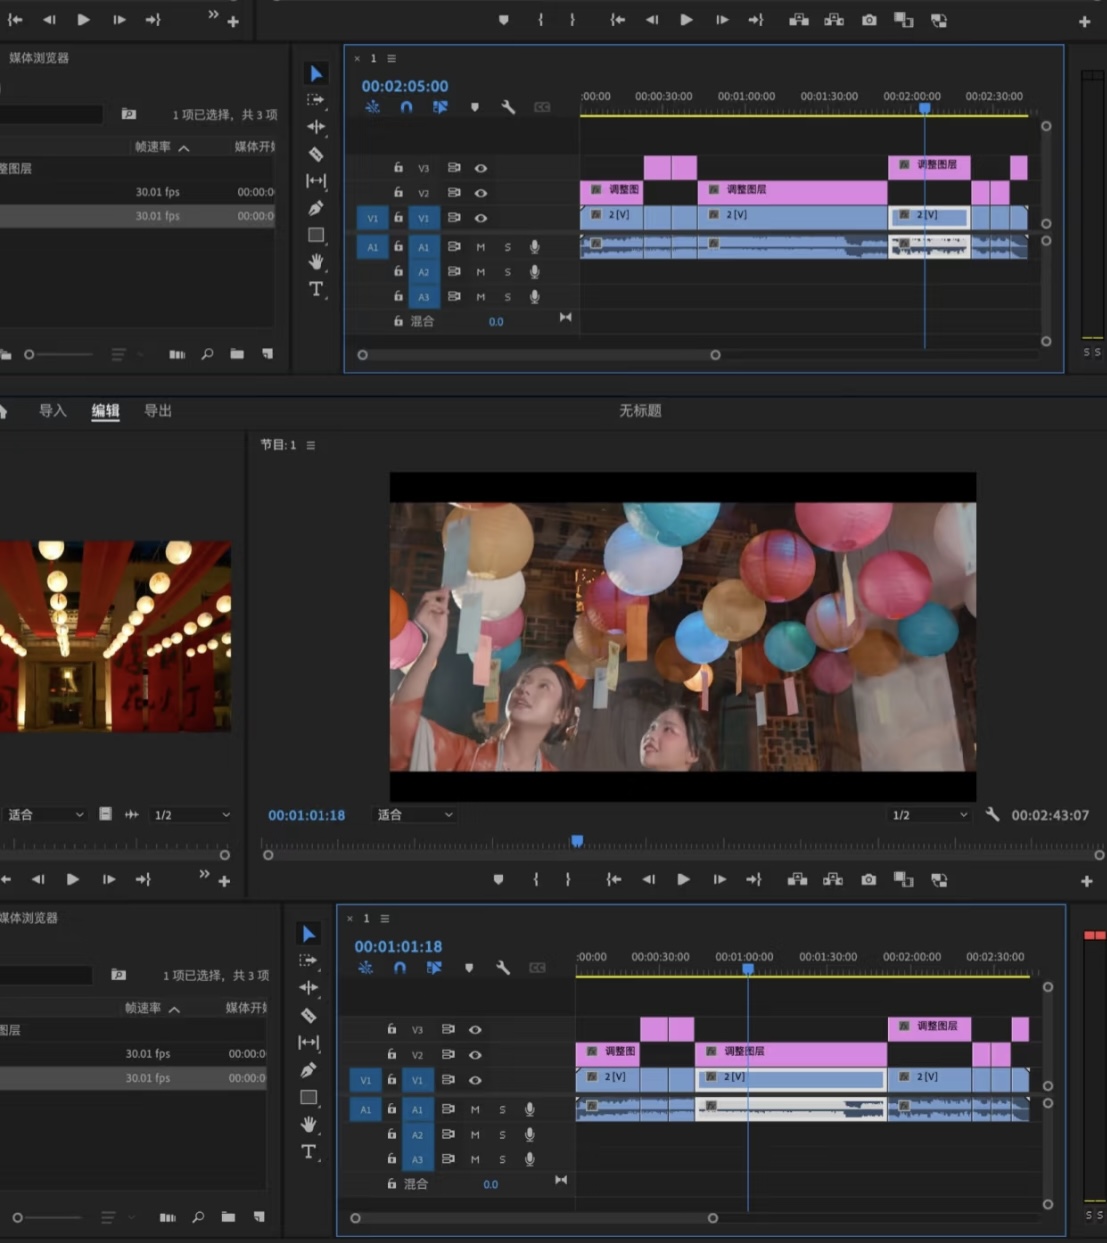 媒体浏览器
× 1
00:02:05:00
:00:00 00:00:30:00 00:01:00:00 00:01:30:00 00:02:00:00 00:02:30:00
1项已选择，共 3 项
帧速率 媒体开始
整图层
V3 调整图层
30.01 fps 00:00:0
V2 调整图 调整图层
30.01 fps 00:00:0
V1 V1 2 [V] 2 [V] 2 [V]
A1 A1 M S
A2 M S
A3 M S
混合 0.0
S S
导入 编辑 导出 无标题
节目: 1
适合 1/2 00:01:01:18 适合 1/2 00:02:43:07
媒体浏览器
× 1
00:01:01:18
:00:00 00:00:30:00 00:01:00:00 00:01:30:00 00:02:00:00 00:02:30:00
1项已选择，共 3 项
帧速率 媒体开始
图层
V3 调整图层
30.01 fps 00:00:0
V2 调整图 调整图层
30.01 fps 00:00:0
V1 V1 2 [V] 2 [V] 2 [V]
A1 A1 M S
A2 M S
A3 M S
混合 0.0
S S